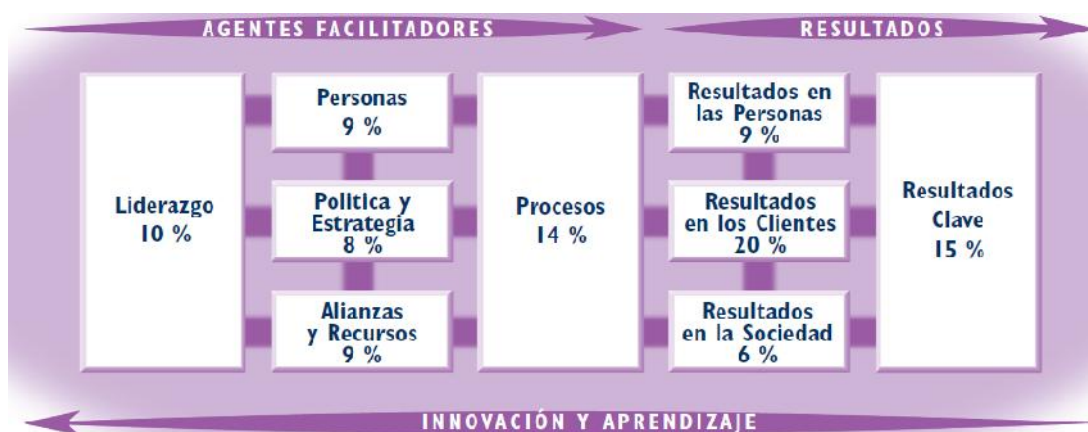 AGENTES FACILITADORES
RESULTADOS
Liderazgo
10 %
Personas
9 %
Política y
Estrategia
8 %
Alianzas
y Recursos
9 %
Procesos
14 %
Resultados en
las Personas
9 %
Resultados
en los Clientes
20 %
Resultados
en la Sociedad
6 %
Resultados
Clave
15 %
INNOVACIÓN Y APRENDIZAJE